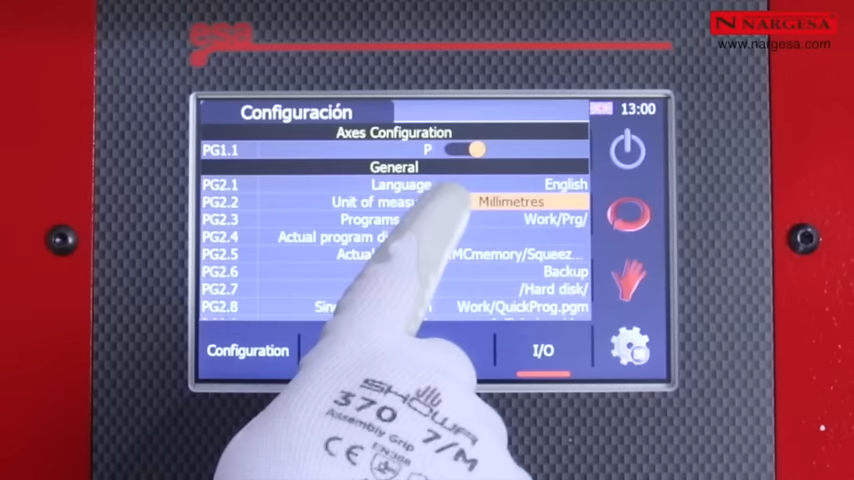 esa
NARGESA®
www.nargesa.com
Configuración
13:00
Axes Configuration
PG1.1 P
General
PG2.1 Language English
PG2.2 Unit of measu Millimetres
PG2.3 Programs Work/Prg/
PG2.4 Actual program di
PG2.5 Actua MCmemory/Squeez...
PG2.6 Backup
PG2.7 /Hard disk/
PG2.8 Sin Work/QuickProg.pgm
Configuration
I/O
SHOWA
370 7/M
Assembly Grip
CE EN388